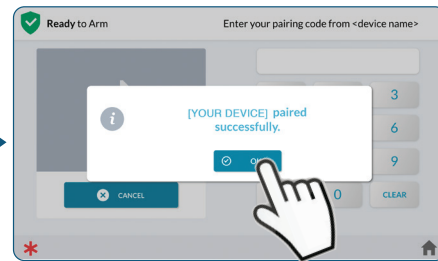 Ready to Arm
Enter your pairing code from <device name>
[YOUR DEVICE] paired
successfully.
3
6
9
CANCEL
0
CLEAR